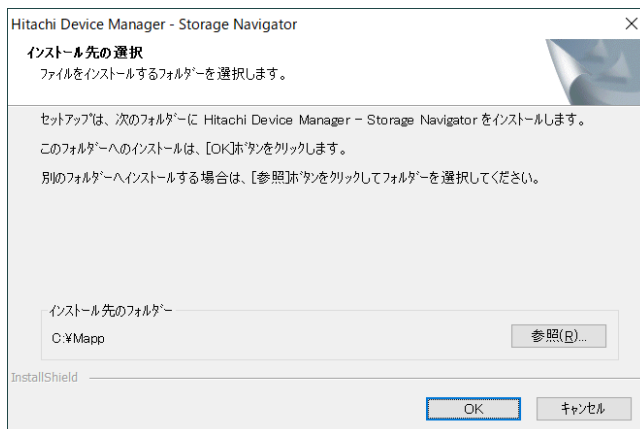 Hitachi Device Manager - Storage Navigator
インストール先の選択
ファイルをインストールするフォルダーを選択します。
セットアップは、次のフォルダーに Hitachi Device Manager - Storage Navigator をインストールします。
このフォルダーへのインストールは、[OK]ボタンをクリックします。
別のフォルダーへインストールする場合は、[参照]ボタンをクリックしてフォルダーを選択してください。
インストール先のフォルダー
C:¥Mapp
参照(R)...
InstallShield
OK
キャンセル